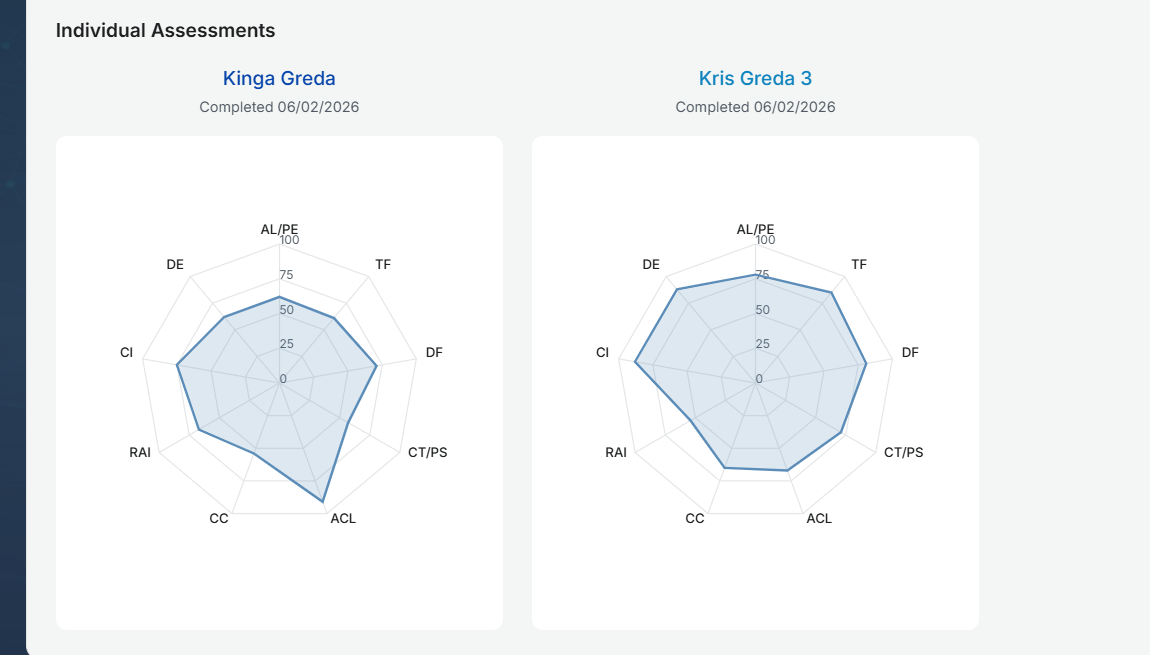 Individual Assessments
Kinga Greda
Completed 06/02/2026
AL/PE
100
DE
TF
75
50
CI
DF
25
0
RAI
CT/PS
CC
ACL
Kris Greda 3
Completed 06/02/2026
AL/PE
100
DE
TF
75
50
CI
DF
25
0
RAI
CT/PS
CC
ACL